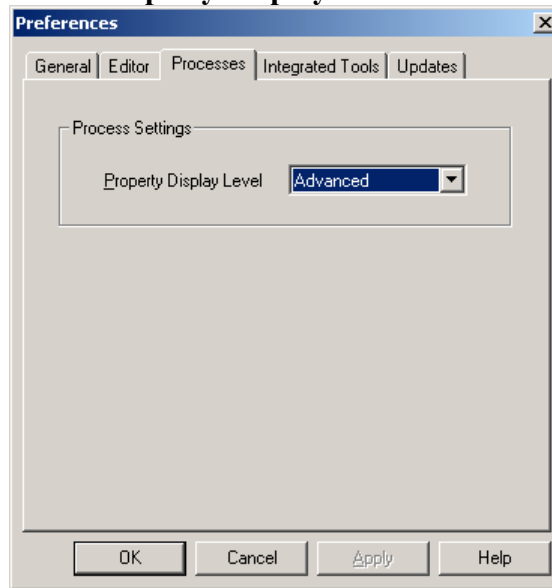 Preferences
General Editor Processes Integrated Tools Updates
Process Settings
Property Display Level Advanced
OK Cancel Apply Help